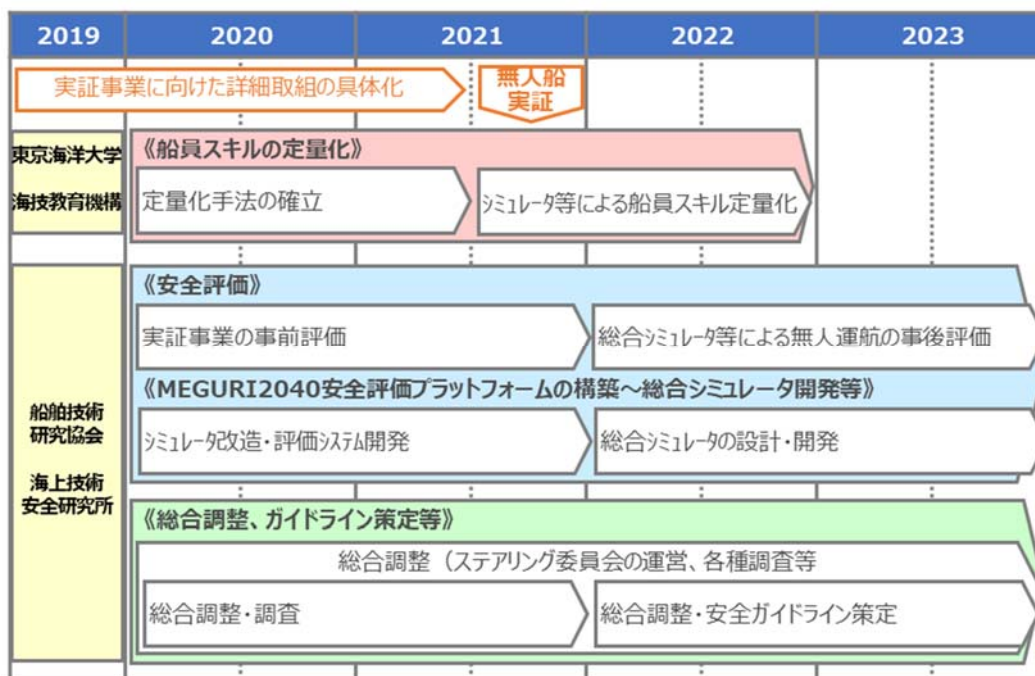 2019 2020 2021 2022 2023
実証事業に向けた詳細取組の具体化
無人船
実証
東京海洋大学
海技教育機構
《船員スキルの定量化》
定量化手法の確立
シミュレータ等による船員スキル定量化
船舶技術
研究協会
海上技術
安全研究所
《安全評価》
実証事業の事前評価
総合シミュレータ等による無人運航の事後評価
《MEGURI2040安全評価プラットフォームの構築～総合シミュレータ開発等》
シミュレータ改造・評価システム開発
総合シミュレータの設計・開発
《総合調整、ガイドライン策定等》
総合調整（ステアリング委員会の運営、各種調査等
総合調整・調査
総合調整・安全ガイドライン策定